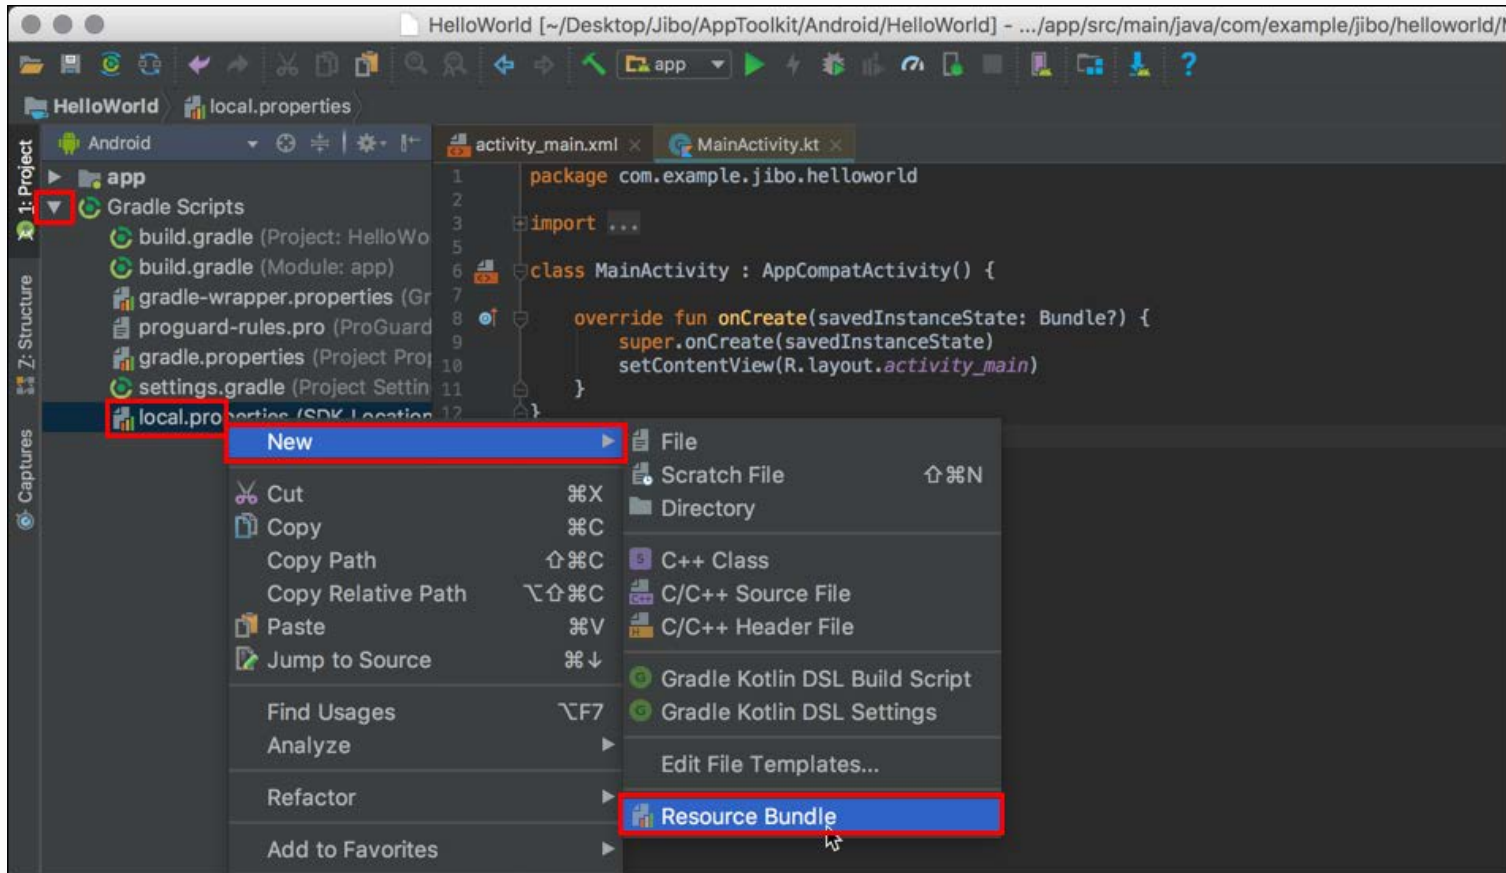 HelloWorld [~/Desktop/Jibo/AppToolkit/Android/HelloWorld] - .../app/src/main/java/com/example/jibo/helloworld/
app
?
HelloWorld
local.properties
Android
activity_main.xml
MainActivity.kt
1: Project
Z: Structure
Captures
app
Gradle Scripts
build.gradle (Project: HelloWo
build.gradle (Module: app)
gradle-wrapper.properties (Gr
proguard-rules.pro (ProGuard
gradle.properties (Project Prop
settings.gradle (Project Settin
local.properties (SDK Location
1 package com.example.jibo.helloworld
2
3 import ...
5
6 class MainActivity : AppCompatActivity() {
7
8 override fun onCreate(savedInstanceState: Bundle?) {
9 super.onCreate(savedInstanceState)
10 setContentView(R.layout.activity_main)
11 }
12 }
New
Cut ⌘X
Copy ⌘C
Copy Path ⇧⌘C
Copy Relative Path ⌥⇧⌘C
Paste ⌘V
Jump to Source ⌘↓
Find Usages ⌥F7
Analyze
Refactor
Add to Favorites
File
Scratch File ⇧⌘N
Directory
C++ Class
C/C++ Source File
C/C++ Header File
Gradle Kotlin DSL Build Script
Gradle Kotlin DSL Settings
Edit File Templates...
Resource Bundle